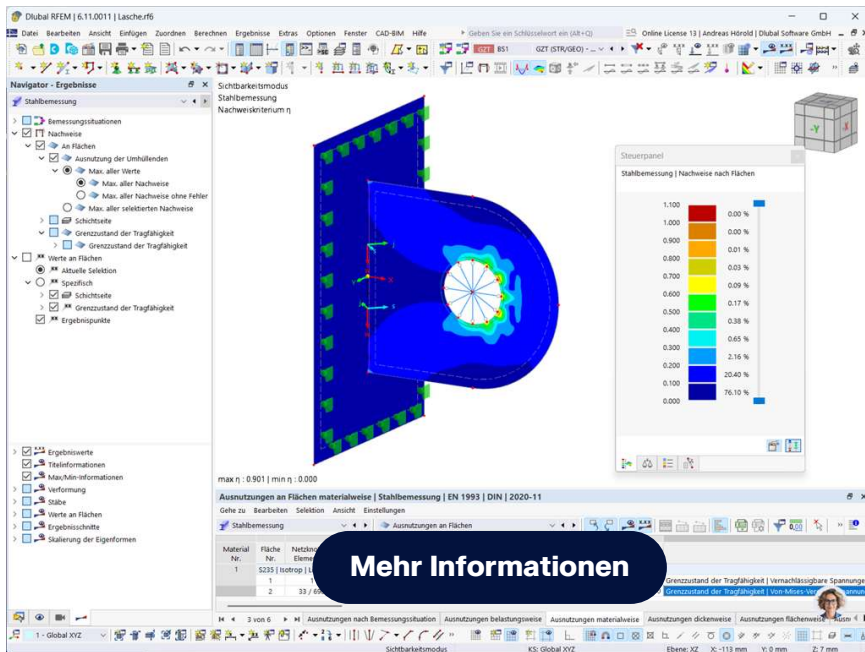 Dlubal RFEM | 6.11.0011 | Lasche.rf6
Datei Bearbeiten Ansicht Einfügen Zuordnen Berechnen Ergebnisse Extras Optionen Fenster CAD-BIM Hilfe
Geben Sie ein Schlüsselwort ein (Alt+Q)
Online License 13 | Andreas Hörold | Dlubal Software GmbH
GZT BS1 GZT (STR/GEO) - ...
Navigator - Ergebnisse
Stahlbemessung
Bemessungssituationen
Nachweise
An Flächen
Ausnutzung der Umhüllenden
Max. aller Werte
Max. aller Nachweise
Max. aller Nachweise ohne Fehler
Max. aller selektierten Nachweise
Schichtseite
Grenzzustand der Tragfähigkeit
Grenzzustand der Tragfähigkeit
Werte an Flächen
Aktuelle Selektion
Spezifisch
Schichtseite
Grenzzustand der Tragfähigkeit
Ergebnispunkte
Ergebniswerte
Titelinformationen
Max/Min-Informationen
Verformung
Stäbe
Werte an Flächen
Ergebnisschnitte
Skalierung der Eigenformen
Sichtbarkeitsmodus
Stahlbemessung
Nachweiskriterium η
-Y -X
Steuerpanel
Stahlbemessung | Nachweise nach Flächen
1.100
0.00 %
1.000
0.00 %
0.900
0.01 %
0.800
0.03 %
0.700
0.09 %
0.600
0.17 %
0.500
0.38 %
0.400
0.65 %
0.300
2.16 %
0.200
20.40 %
0.100
76.10 %
0.000
max η : 0.901 | min η : 0.000
Ausnutzungen an Flächen materialweise | Stahlbemessung | EN 1993 | DIN | 2020-11
Gehe zu Bearbeiten Selektion Ansicht Einstellungen
Stahlbemessung Ausnutzungen an Flächen
Material Fläche
Nr. Nr.
1 S235 | Isotrop |
1 Grenzzustand der Tragfähigkeit | Vernachlässigbare Spannunge
2 33 / Grenzzustand der Tragfähigkeit | Von-Mises-
Mehr Informationen
3 von 6 Ausnutzungen nach Bemessungssituation Ausnutzungen belastungsweise Ausnutzungen materialweise Ausnutzungen dickenweise Ausnutzungen flächenweise
1 - Global XYZ
Sichtbarkeitsmodus KS: Global XYZ Ebene: XZ X: -113 mm Y: 0 mm Z: 7 mm